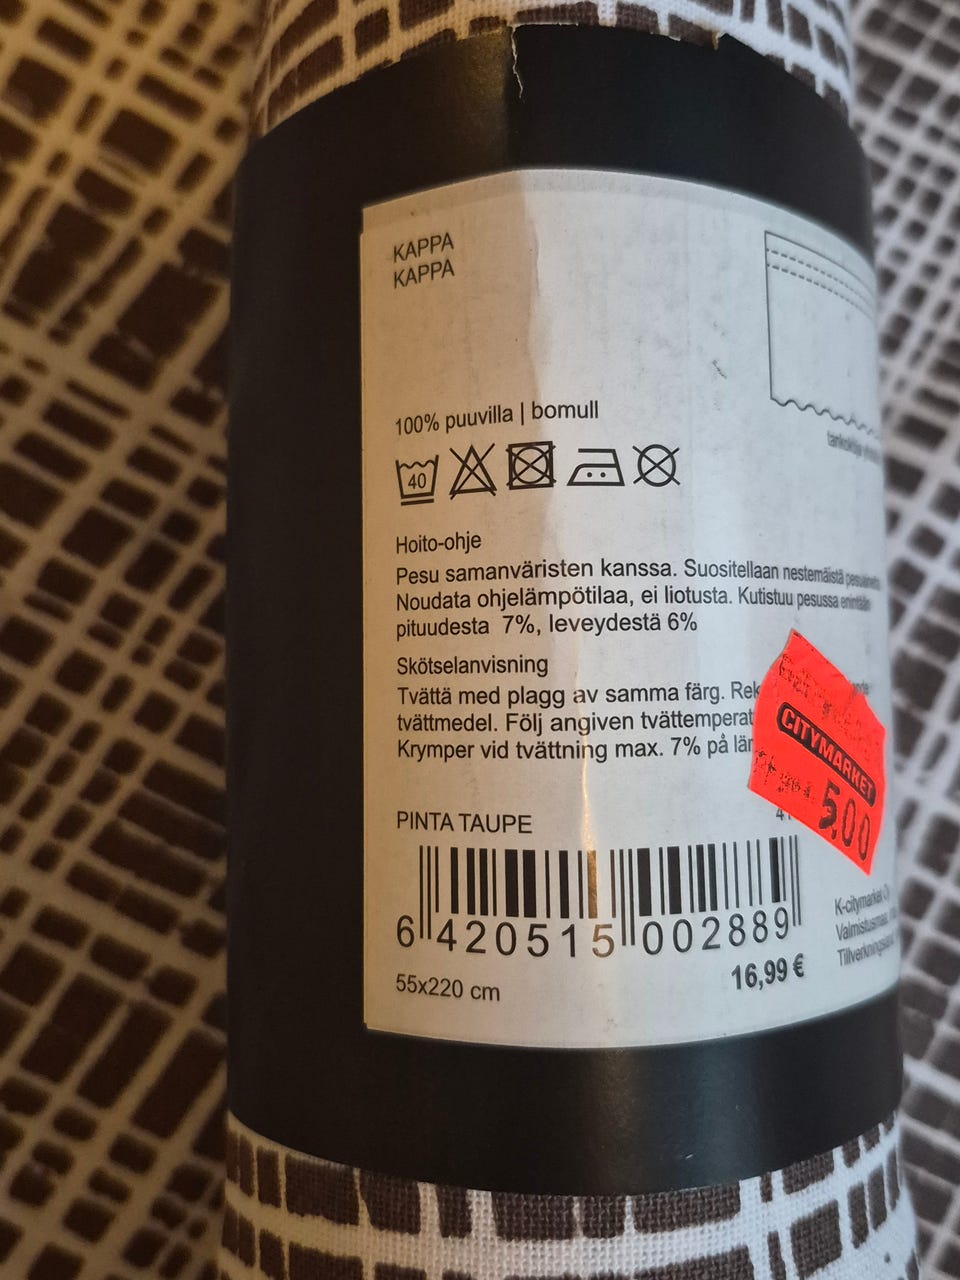 KAPPA
KAPPA
100% puuvilla | bomull
40
Hoito-ohje
Pesu samanväristen kanssa. Suositellaan nestemäistä
Noudata ohjelämpötilaa, ei liotusta. Kutistuu pesussa enintään
pituudesta 7%, leveydestä 6%
Skötselanvisning
Tvättä med plagg av samma färg.
tvättmedel. Följ angiven
Krymper vid tvättning max. 7% på
CITYMARKET
5.00
PINTA TAUPE
6 420515 002889
55x220 cm
16,99 €
K-citymarket Oy